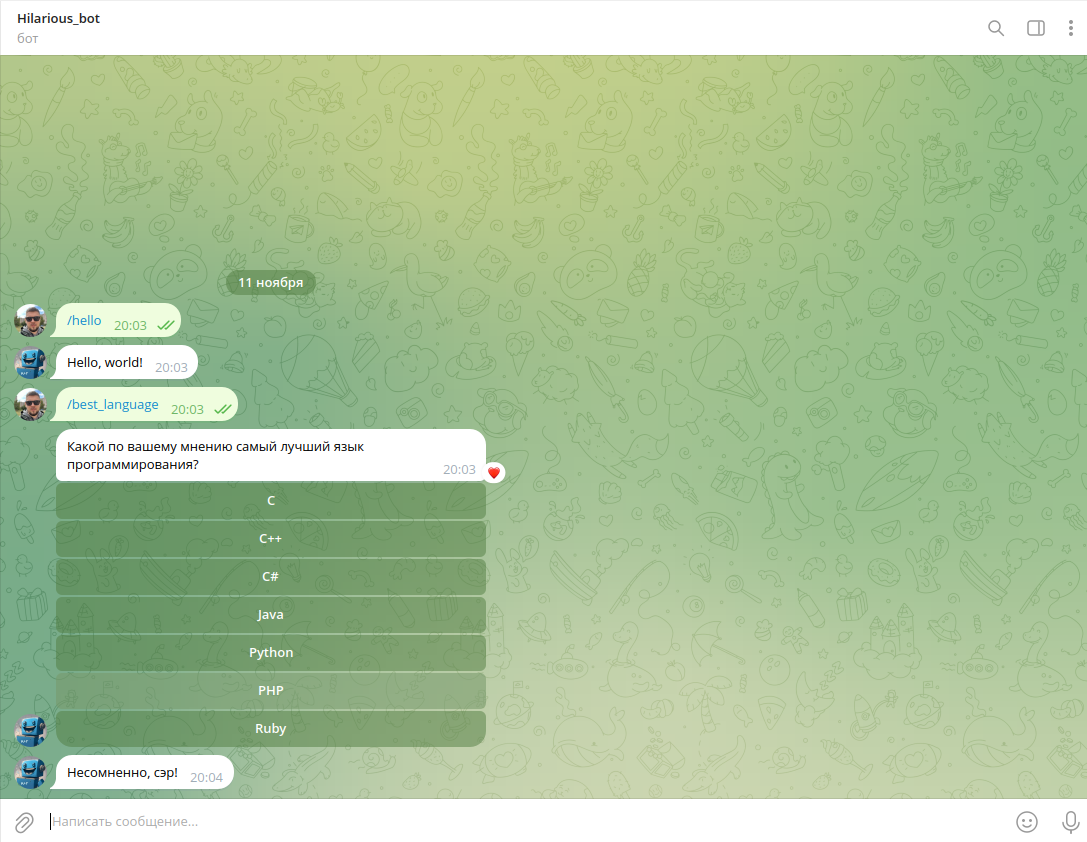 Hilarious_bot
бот
11 ноября
/hello 20:03
Hello, world! 20:03
/best_language 20:03
Какой по вашему мнению самый лучший язык
программирования? 20:03
C
C++
C#
Java
Python
PHP
Ruby
Несомненно, сэр! 20:04
Написать сообщение...